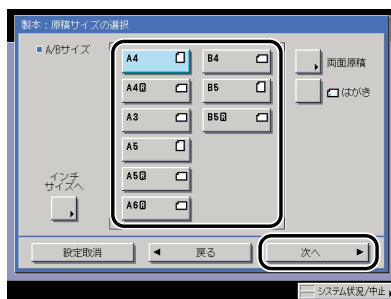 製本：原稿サイズの選択
■ A/Bサイズ
A4 B4 両面原稿
A4R B5 はがき
A3 B5R
A5
インチサイズへ A5R
A6R
設定取消 ◀ 戻る 次へ ▶
システム状況/中止